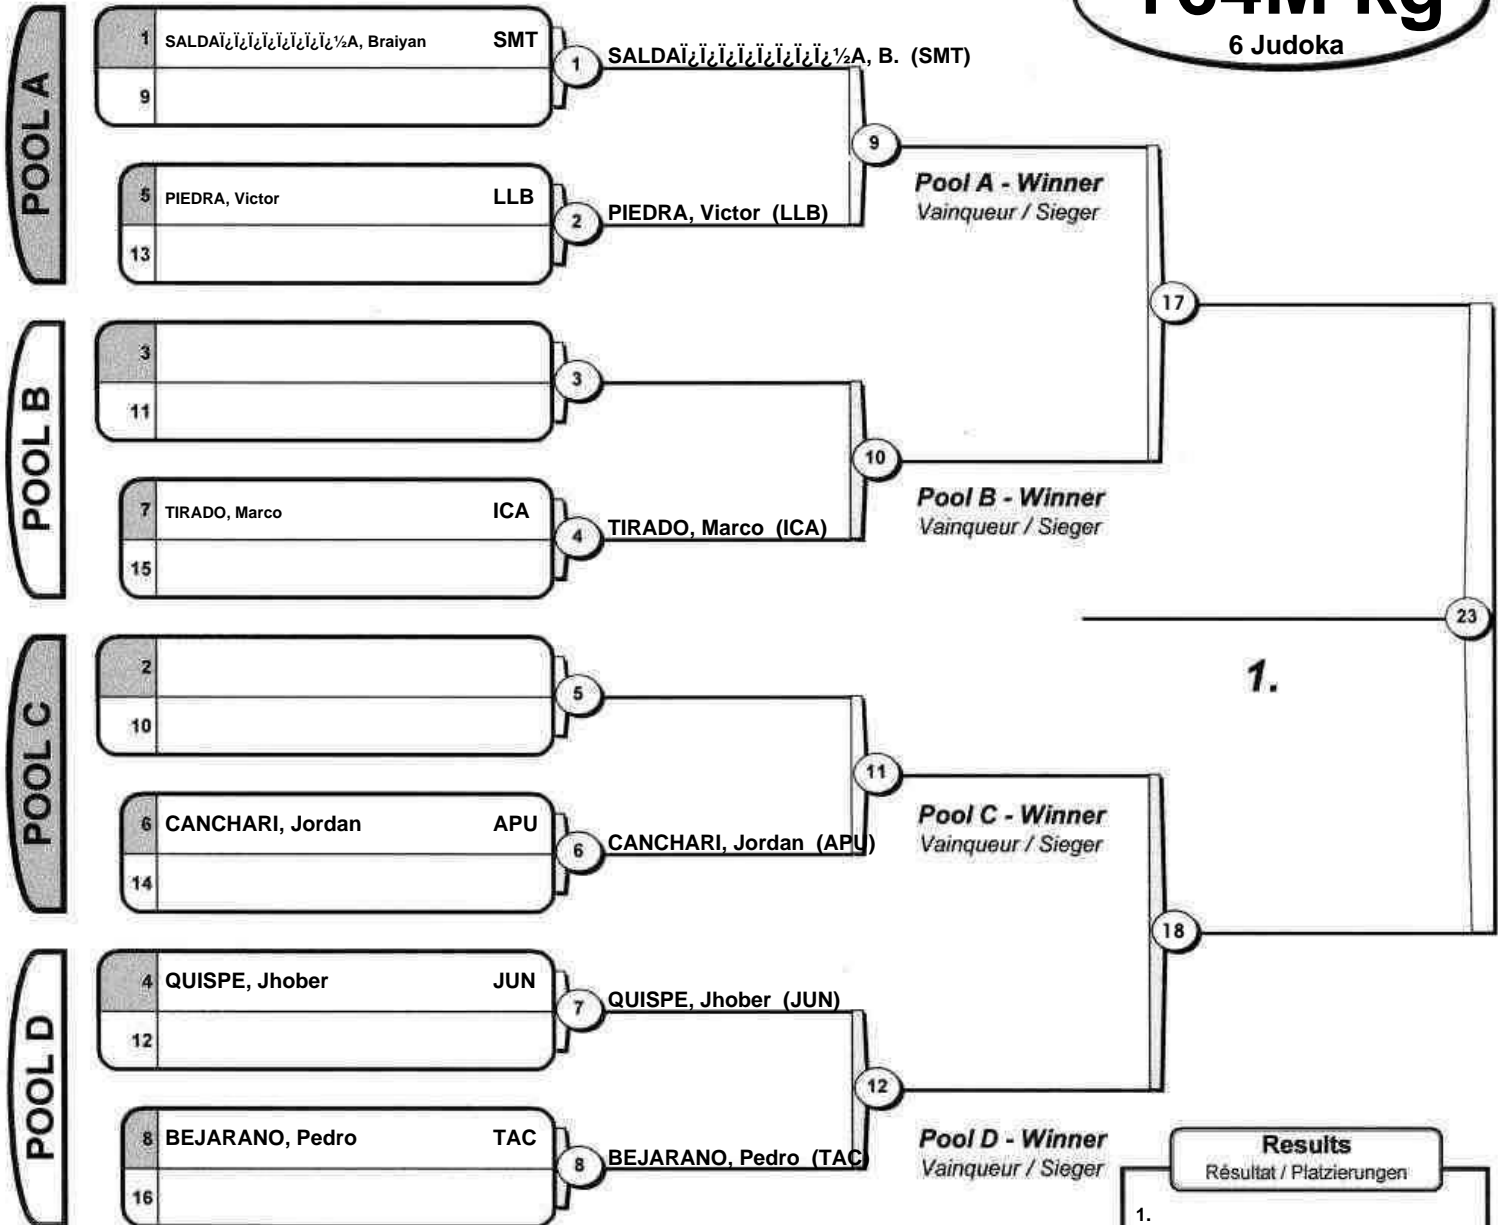 6 Judoka
POOL A
1 SALDAÏ¿Ï¿Ï¿Ï¿Ï¿Ï¿Ï¿½A, Braiyan SMT
9
1
SALDAÏ¿Ï¿Ï¿Ï¿Ï¿Ï¿Ï¿½A, B. (SMT)
5 PIEDRA, Victor LLB
13
2
PIEDRA, Victor (LLB)
9
Pool A - Winner
Vainqueur / Sieger
17
POOL B
3
11
3
7 TIRADO, Marco ICA
15
4
TIRADO, Marco (ICA)
10
Pool B - Winner
Vainqueur / Sieger
23
1.
POOL C
2
10
5
6 CANCHARI, Jordan APU
14
6
CANCHARI, Jordan (APU)
11
Pool C - Winner
Vainqueur / Sieger
18
POOL D
4 QUISPE, Jhober JUN
12
7
QUISPE, Jhober (JUN)
8 BEJARANO, Pedro TAC
16
8
BEJARANO, Pedro (TAC)
12
Pool D - Winner
Vainqueur / Sieger
Results
Résultat / Platzierungen
1.